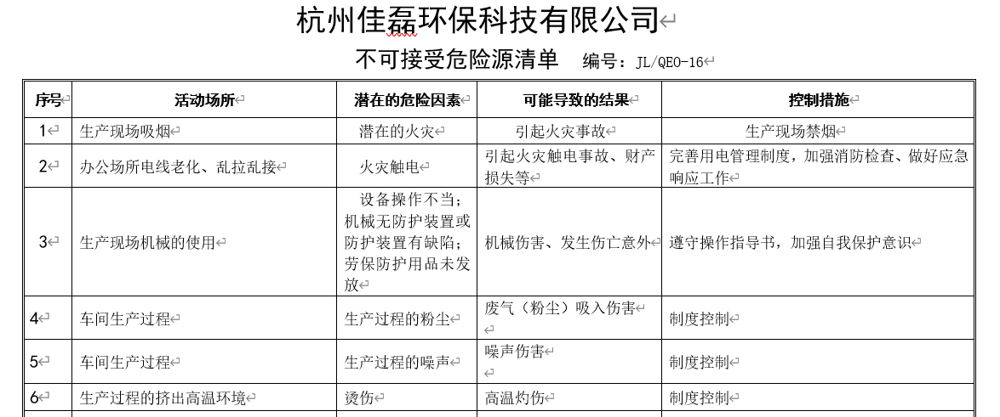 杭州佳磊环保科技有限公司
不可接受危险源清单 编号：JL/QEO-16
序号 活动场所 潜在的危险因素 可能导致的结果 控制措施
1 生产现场吸烟 潜在的火灾 引起火灾事故 生产现场禁烟
2 办公场所电线老化、乱拉乱接 火灾触电 引起火灾触电事故、财产
损失等 完善用电管理制度，加强消防检查、做好应急
响应工作
3 生产现场机械的使用 设备操作不当；
机械无防护装置或
防护装置有缺陷；
劳保防护用品未发
放 机械伤害、发生伤亡意外 遵守操作指导书，加强自我保护意识
4 车间生产过程 生产过程的粉尘 废气（粉尘）吸入伤害 制度控制
5 车间生产过程 生产过程的噪声 噪声伤害 制度控制
6 生产过程的挤出高温环境 烫伤 高温灼伤 制度控制